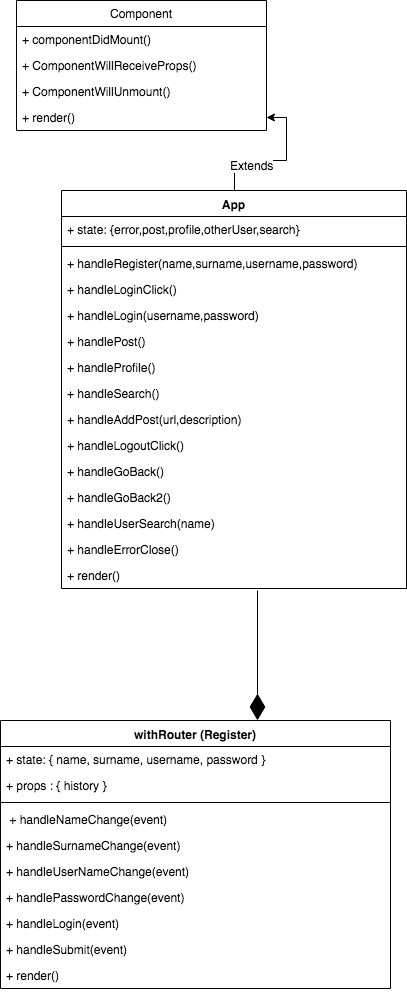 Component
+ componentDidMount()
+ ComponentWillReceiveProps()
+ ComponentWillUnmount()
+ render()
Extends
App
+ state: {error,post,profile,otherUser,search}
+ handleRegister(name,surname,username,password)
+ handleLoginClick()
+ handleLogin(username,password)
+ handlePost()
+ handleProfile()
+ handleSearch()
+ handleAddPost(url,description)
+ handleLogoutClick()
+ handleGoBack()
+ handleGoBack2()
+ handleUserSearch(name)
+ handleErrorClose()
+ render()
withRouter (Register)
+ state: { name, surname, username, password }
+ props : { history }
+ handleNameChange(event)
+ handleSurnameChange(event)
+ handleUserNameChange(event)
+ handlePasswordChange(event)
+ handleLogin(event)
+ handleSubmit(event)
+ render()